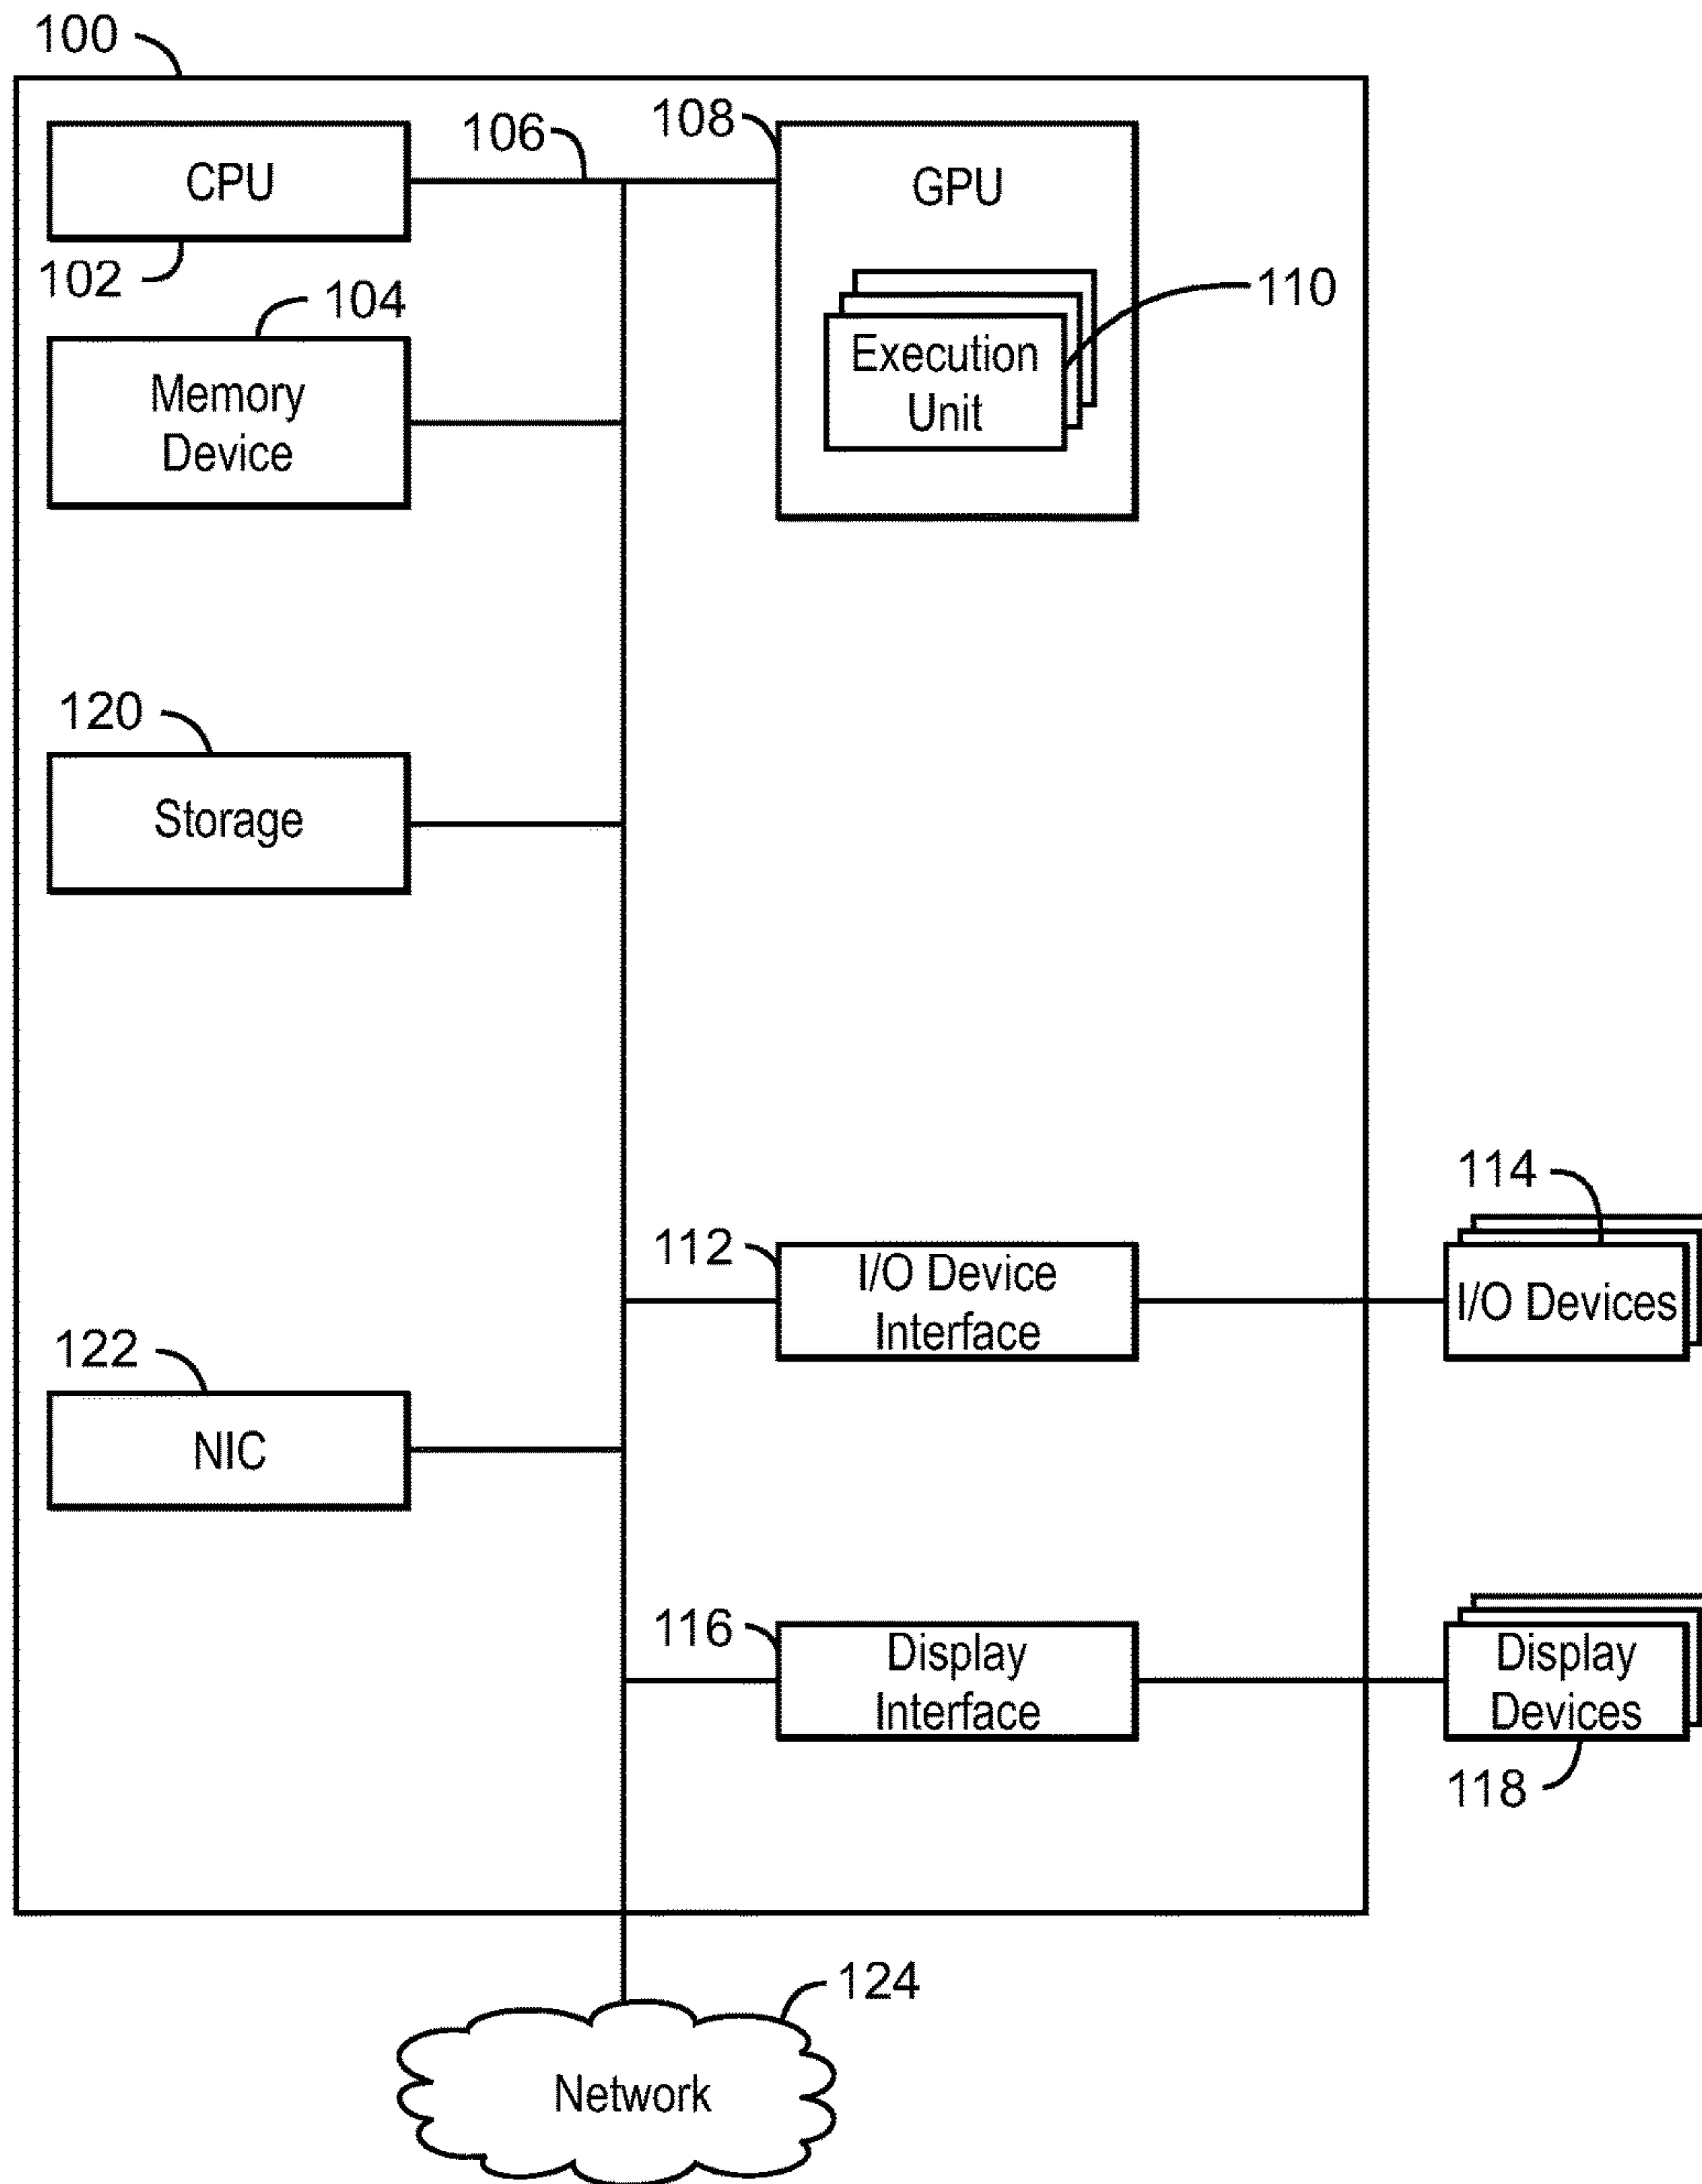 100
CPU
106
108
GPU
102
104
110
Execution
Unit
Memory
Device
120
Storage
114
112
I/O Device
Interface
I/O Devices
122
NIC
116
Display
Interface
Display
Devices
118
124
Network